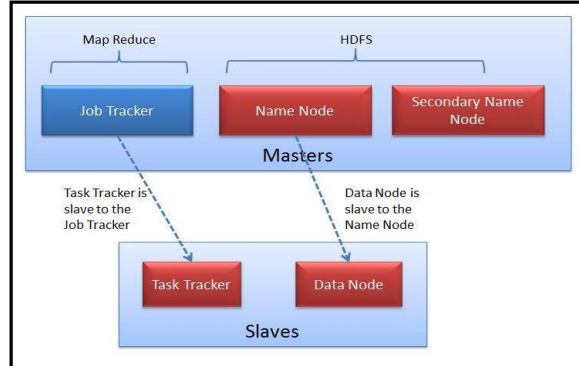 Map Reduce
HDFS
Job Tracker
Name Node
Secondary Name
Node
Masters
Task Tracker is
slave to the
Job Tracker
Data Node is
slave to the
Name Node
Task Tracker
Data Node
Slaves